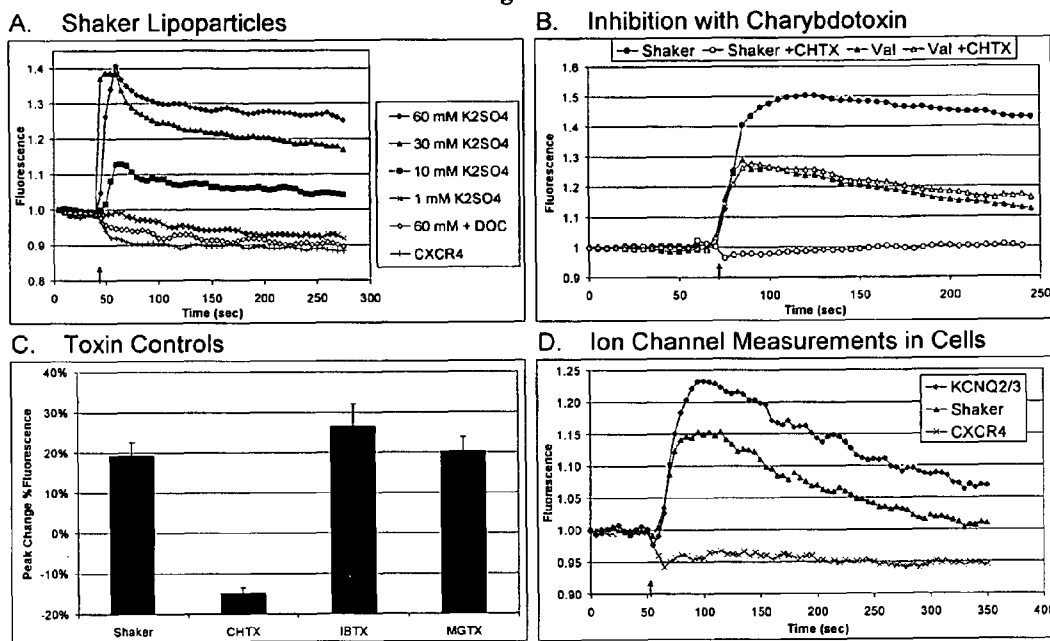 A. Shaker Lipoparticles
Fluorescence
1.4
1.3
1.2
1.1
1.0
0.9
0.8
0 50 100 150 200 250 300
Time (sec)
60 mM K2SO4
30 mM K2SO4
10 mM K2SO4
1 mM K2SO4
60 mM + DOC
CXCR4
B. Inhibition with Charybdotoxin
Shaker Shaker +CHTX Val Val +CHTX
Fluorescence
1.6
1.5
1.4
1.3
1.2
1.1
1
0.9
0 50 100 150 200 250
Time (sec)
C. Toxin Controls
Peak Change % Fluorescence
40%
30%
20%
10%
0%
-10%
-20%
Shaker CHTX IBTX MGTX
D. Ion Channel Measurements in Cells
Fluorescence
1.25
1.20
1.15
1.10
1.05
1.00
0.95
0.90
0 50 100 150 200 250 300 350 400
Time (sec)
KCNQ2/3
Shaker
CXCR4